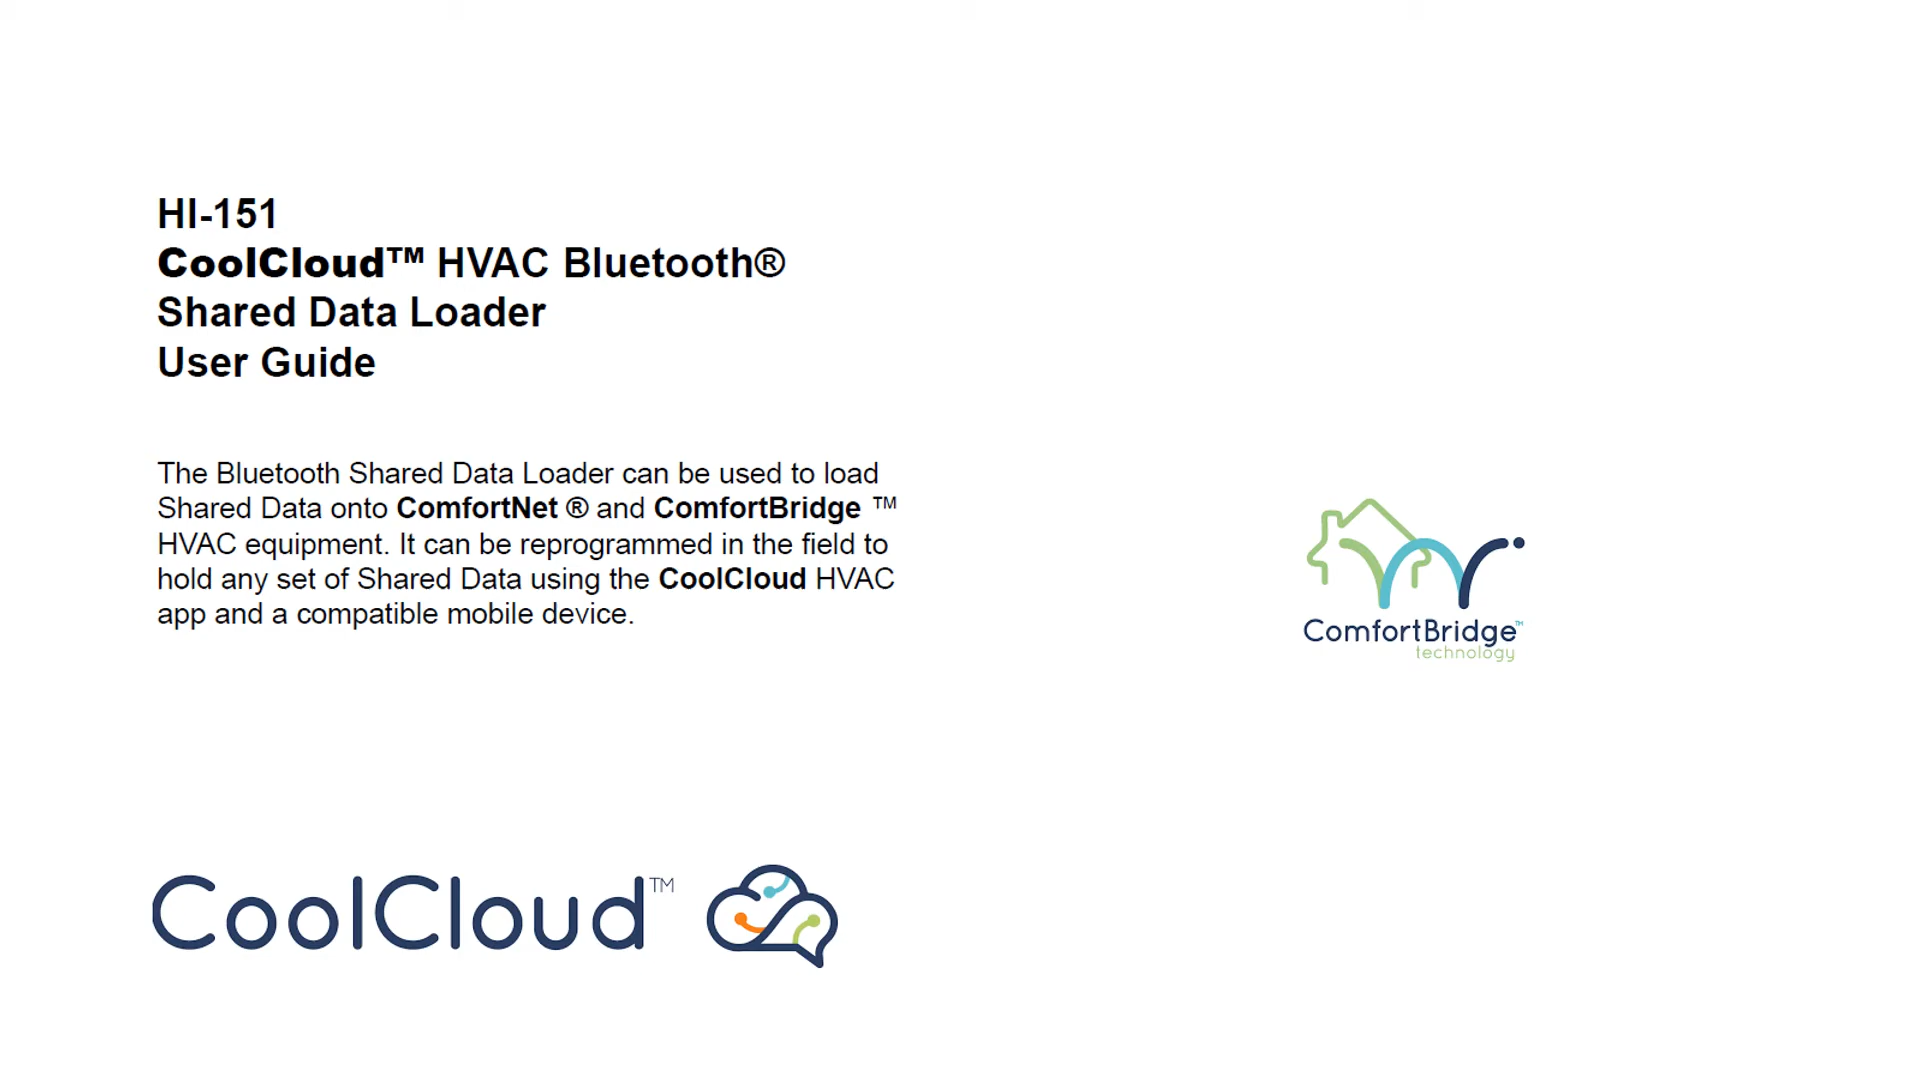 HI-151
CoolCloud™ HVAC Bluetooth®
Shared Data Loader
User Guide
The Bluetooth Shared Data Loader can be used to load
Shared Data onto ComfortNet ® and ComfortBridge ™
HVAC equipment. It can be reprogrammed in the field to
hold any set of Shared Data using the CoolCloud HVAC
app and a compatible mobile device.
ComfortBridge™
technology
CoolCloud™